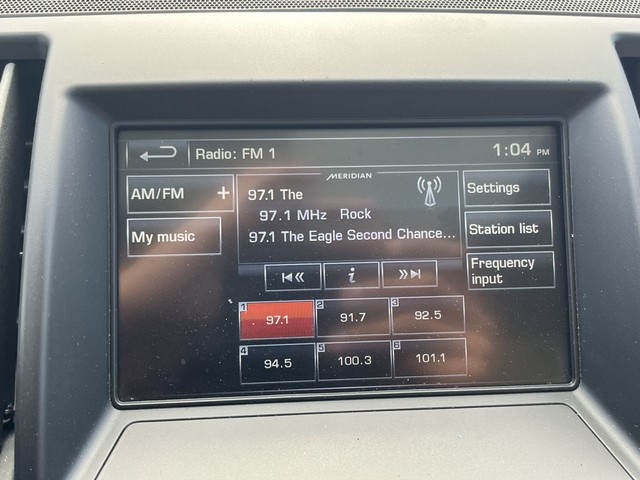 Radio: FM 1
1:04 PM
MERIDIAN
AM/FM +
My music
97.1 The
97.1 MHz Rock
97.1 The Eagle Second Chance...
Settings
Station list
Frequency
input
i
1 97.1
2 91.7
3 92.5
4 94.5
5 100.3
6 101.1